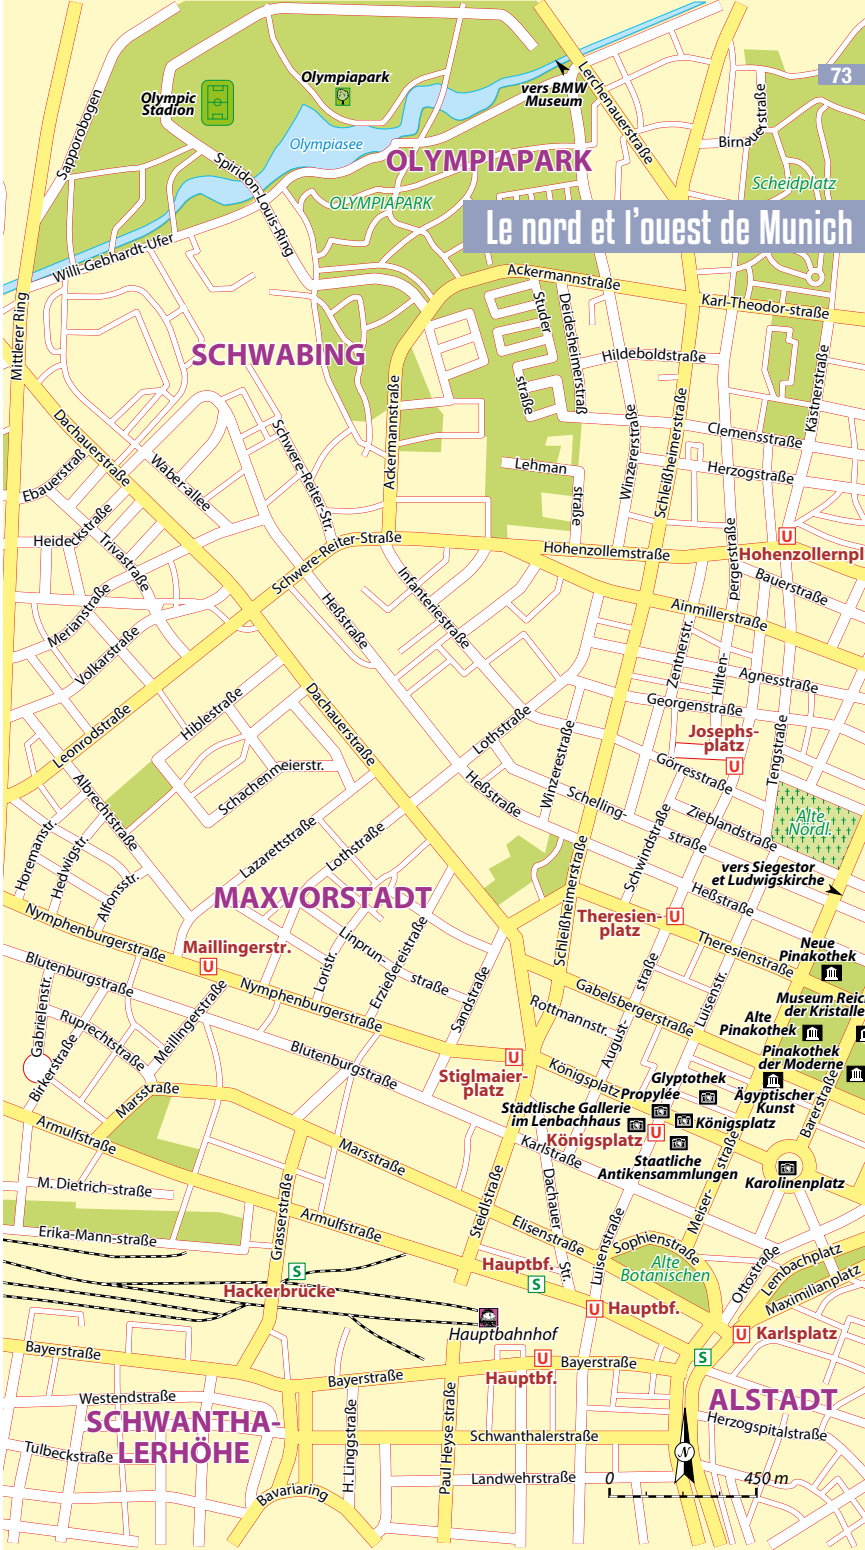 73
Olympiapark
Olympic
Stadion
vers BMW
Museum
Lerchenauerstraße
Sapporobogen
Birnauerstraße
Olympiasee
OLYMPIAPARK
Scheidplatz
Spiridon-Louis-Ring
OLYMPIAPARK
Le nord et l'ouest de Munich
Willi-Gebhardt-Ufer
Ackermannstraße
Karl-Theodor-straße
Mittlerer Ring
Studer
straße
Deidesheimerstraß
SCHWABING
Hildeboldstraße
Kästnerstraße
Ackermannstraße
Schleißheimerstraße
Winzererstraße
Dachauerstraße
Clemensstraße
Schwere-Reiter-Str.
Waber-allee
Ebauerstraß
Lehman
straße
Herzogstraße
Heideckstraße
Trivastraße
Schwere-Reiter-Straße
Hohenzollernstraße
U
Hohenzollernpl
pergerstraße
Bauerstraße
Infanteriestraße
Heßstraße
Ainmillerstraße
Merianstraße
Volkarstraße
Zentnerstr.
Hilten-
Agnesstraße
Georgenstraße
Leonrodstraße
Hiblestraße
Dachauerstraße
Lothstraße
Josephs-
platz
U
Tengstraße
Görresstraße
Schachenmeierstr.
Heßstraße
Winzerestraße
Schelling-
straße
Zieblandstraße
Alte
Nördl.
Albrechtstraße
Horemanstr.
Hedwigstr.
Alfonsstr.
Lazarettstraße
Lothstraße
Schwindstraße
Schleißheimerstraße
vers Siegestor
et Ludwigskirche
Heßstraße
MAXVORSTADT
Nymphenburgerstraße
Theresien-
platz
U
Theresienstraße
Maillingerstr.
U
Linprun-
straße
Loristr.
Erzießereistraße
Sandstraße
Neue
Pinakothek
Blutenburgstraße
Nymphenburgerstraße
Gabelsbergerstraße
Luisenstr.
Museum Reic
der Kristalle
Gabrielenstr.
Ruprechtstraße
Meillingerstraße
Rottmannstr.
August-
straße
Alte
Pinakothek
Birkerstraße
Blutenburgstraße
U
Stiglmaier-
platz
Königsplatz
Pinakothek
der Moderne
Glyptothek
Propylée
Ägyptischer
Kunst
Barerstraße
Marsstraße
Städtlische Gallerie
im Lenbachhaus
Königsplatz
U
Königsplatz
Armulfstraße
Marsstraße
Karlstraße
Staatliche
Antikensammlungen
Karolinenplatz
M. Dietrich-straße
Grasserstraße
Armulfstraße
Steidlstraße
Dachauer
Str.
Elisenstraße
Luisenstraße
Meiser-
straße
Erika-Mann-straße
Sophienstraße
Alte
Botanischen
Ottostraße
Lembachplatz
Maximilianplatz
S
Hackerbrücke
Hauptbf.
S
U
Hauptbf.
Hauptbahnhof
U
Karlsplatz
S
Bayerstraße
Bayerstraße
U
Hauptbf.
Bayerstraße
Westendstraße
SCHWANTHA-
LERHÖHE
Tulbeckstraße
H. Linggstraße
Paul Heyse straße
ALSTADT
Herzogspitalstraße
Schwanthalerstraße
Landwehrstraße
Bavariaring
N
0
450 m